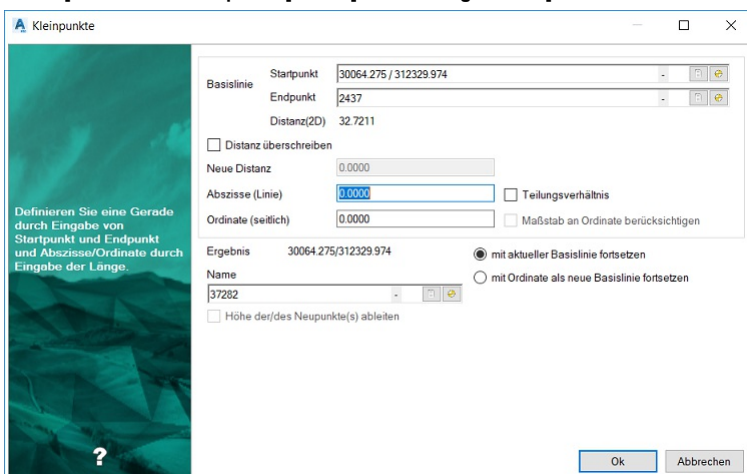 Kleinpunkte
Basislinie
Startpunkt
30064.275 / 312329.974
Endpunkt
2437
Distanz(2D)
32.7211
Distanz überschreiben
Neue Distanz
0.0000
Abszisse (Linie)
0.0000
Teilungsverhältnis
Ordinate (seitlich)
0.0000
Maßstab an Ordinate berücksichtigen
Definieren Sie eine Gerade
durch Eingabe von
Startpunkt und Endpunkt
und Abszisse/Ordinate durch
Eingabe der Länge.
Ergebnis
30064.275/312329.974
mit aktueller Basislinie fortsetzen
Name
mit Ordinate als neue Basislinie fortsetzen
37282
Höhe der/des Neupunkte(s) ableiten
?
Ok
Abbrechen